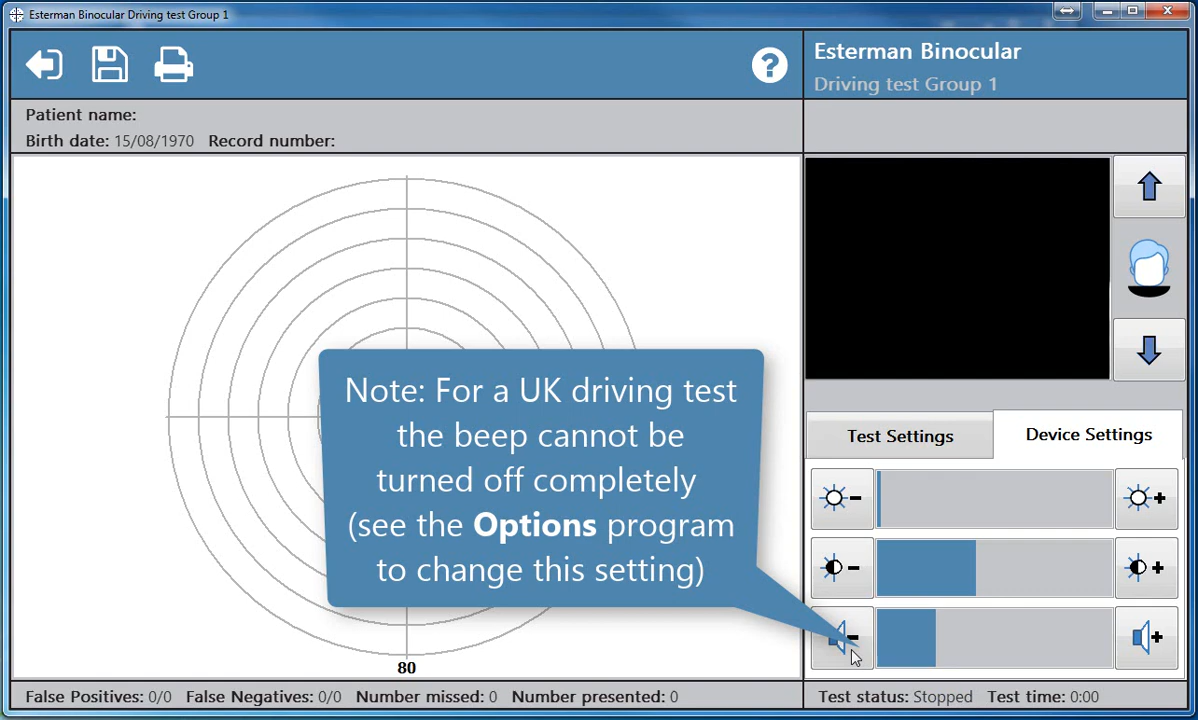 Esterman Binocular Driving test Group 1
Esterman Binocular
Driving test Group 1
Patient name:
Birth date: 15/08/1970 Record number:
Note: For a UK driving test
the beep cannot be
turned off completely
(see the Options program
to change this setting)
80
Test Settings
Device Settings
False Positives: 0/0 False Negatives: 0/0 Number missed: 0 Number presented: 0
Test status: Stopped Test time: 0:00